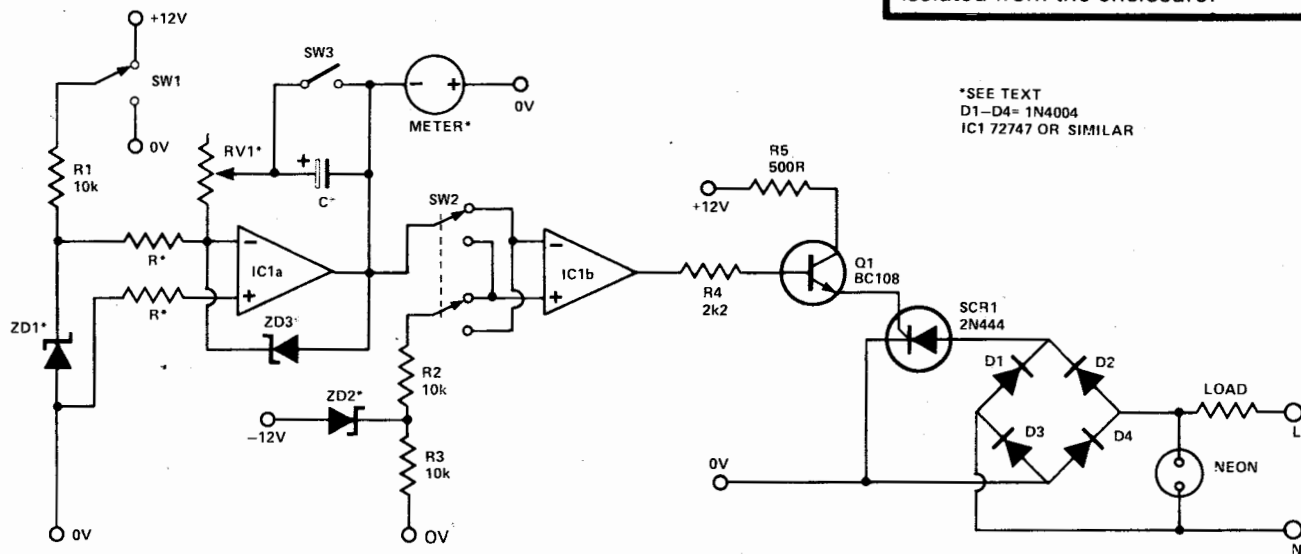 isolated from the enclosure.
+12V
SW1
0V
R1
10k
RV1*
SW3
METER*
0V
+
C*
*SEE TEXT
D1–D4= 1N4004
IC1 72747 OR SIMILAR
R*
R*
IC1a
ZD1*
ZD3*
SW2
IC1b
R5
500R
+12V
R4
2k2
Q1
BC108
SCR1
2N444
R2
10k
ZD2*
–12V
R3
10k
0V
0V
0V
D1
D2
D3
D4
LOAD
L
NEON
N